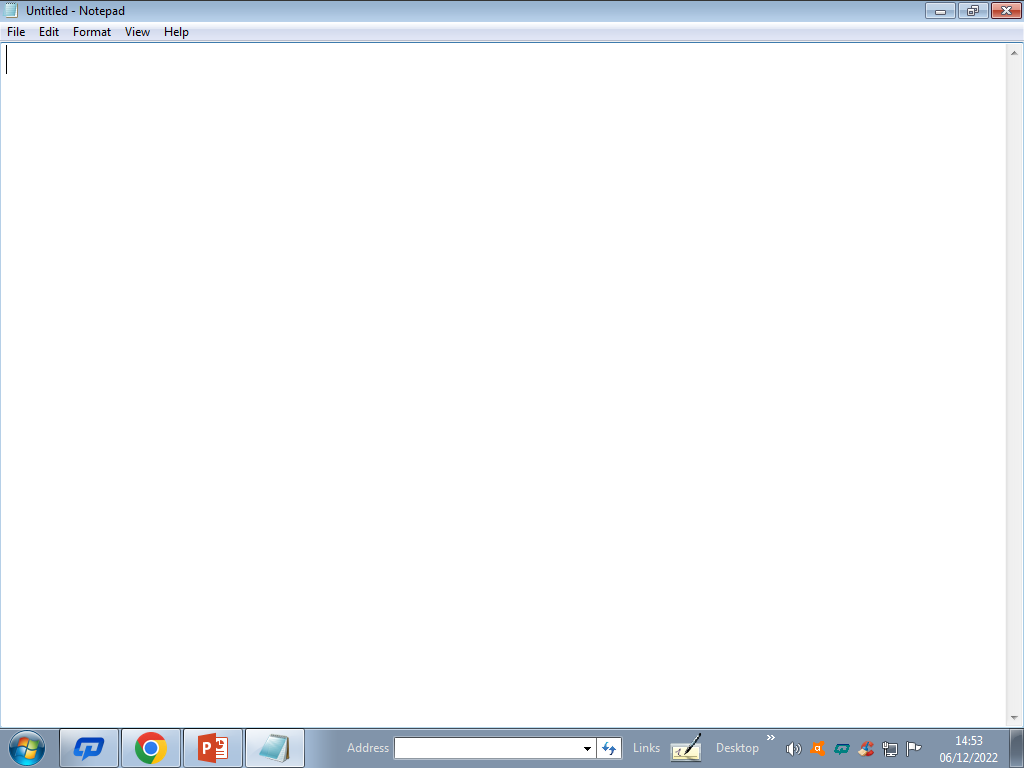 Untitled - Notepad
File Edit Format View Help
Address Links Desktop »
14:53
06/12/2022